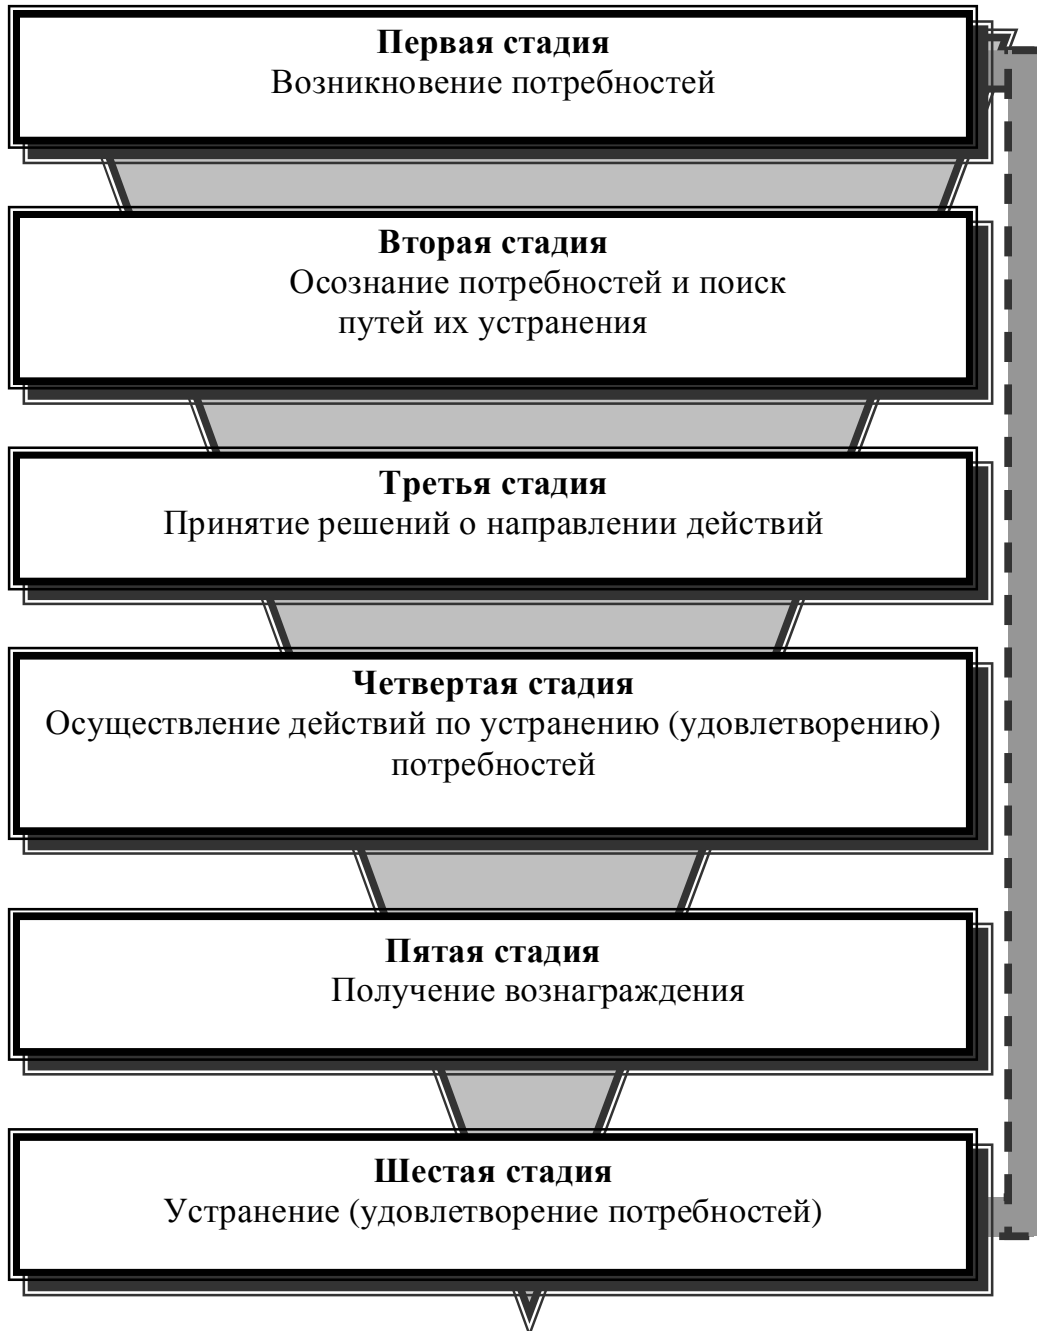 Первая стадия
Возникновение потребностей
Вторая стадия
Осознание потребностей и поиск
путей их устранения
Третья стадия
Принятие решений о направлении действий
Четвертая стадия
Осуществление действий по устранению (удовлетворению)
потребностей
Пятая стадия
Получение вознаграждения
Шестая стадия
Устранение (удовлетворение потребностей)